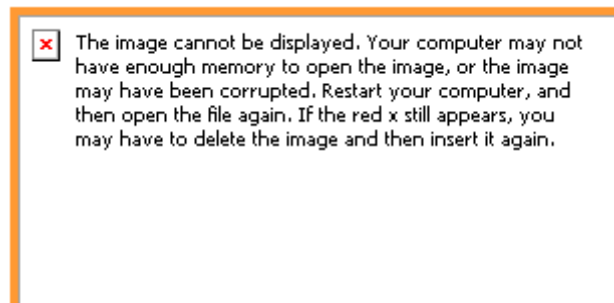 The image cannot be displayed. Your computer may not
have enough memory to open the image, or the image
may have been corrupted. Restart your computer, and
then open the file again. If the red x still appears, you
may have to delete the image and then insert it again.